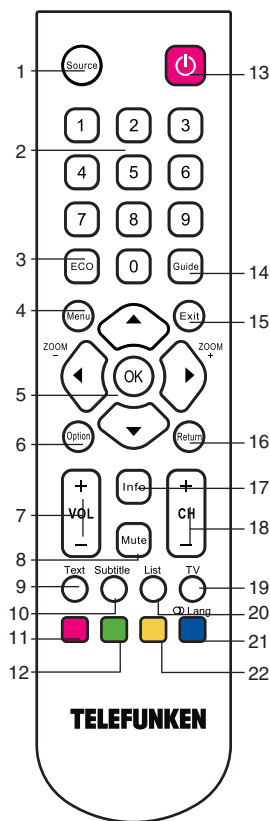 Source
1
13
1 2 3
2
4 5 6
7 8 9
3
ECO 0 Guide
14
4
Menu
Exit
15
ZOOM
–
ZOOM
+
5
OK
6
Option
Return
16
+
VOL
–
7
Info
17
+
CH
–
18
8
Mute
9
Text
Subtitle
List
TV
19
10
20
Lang
11
21
12
22
TELEFUNKEN